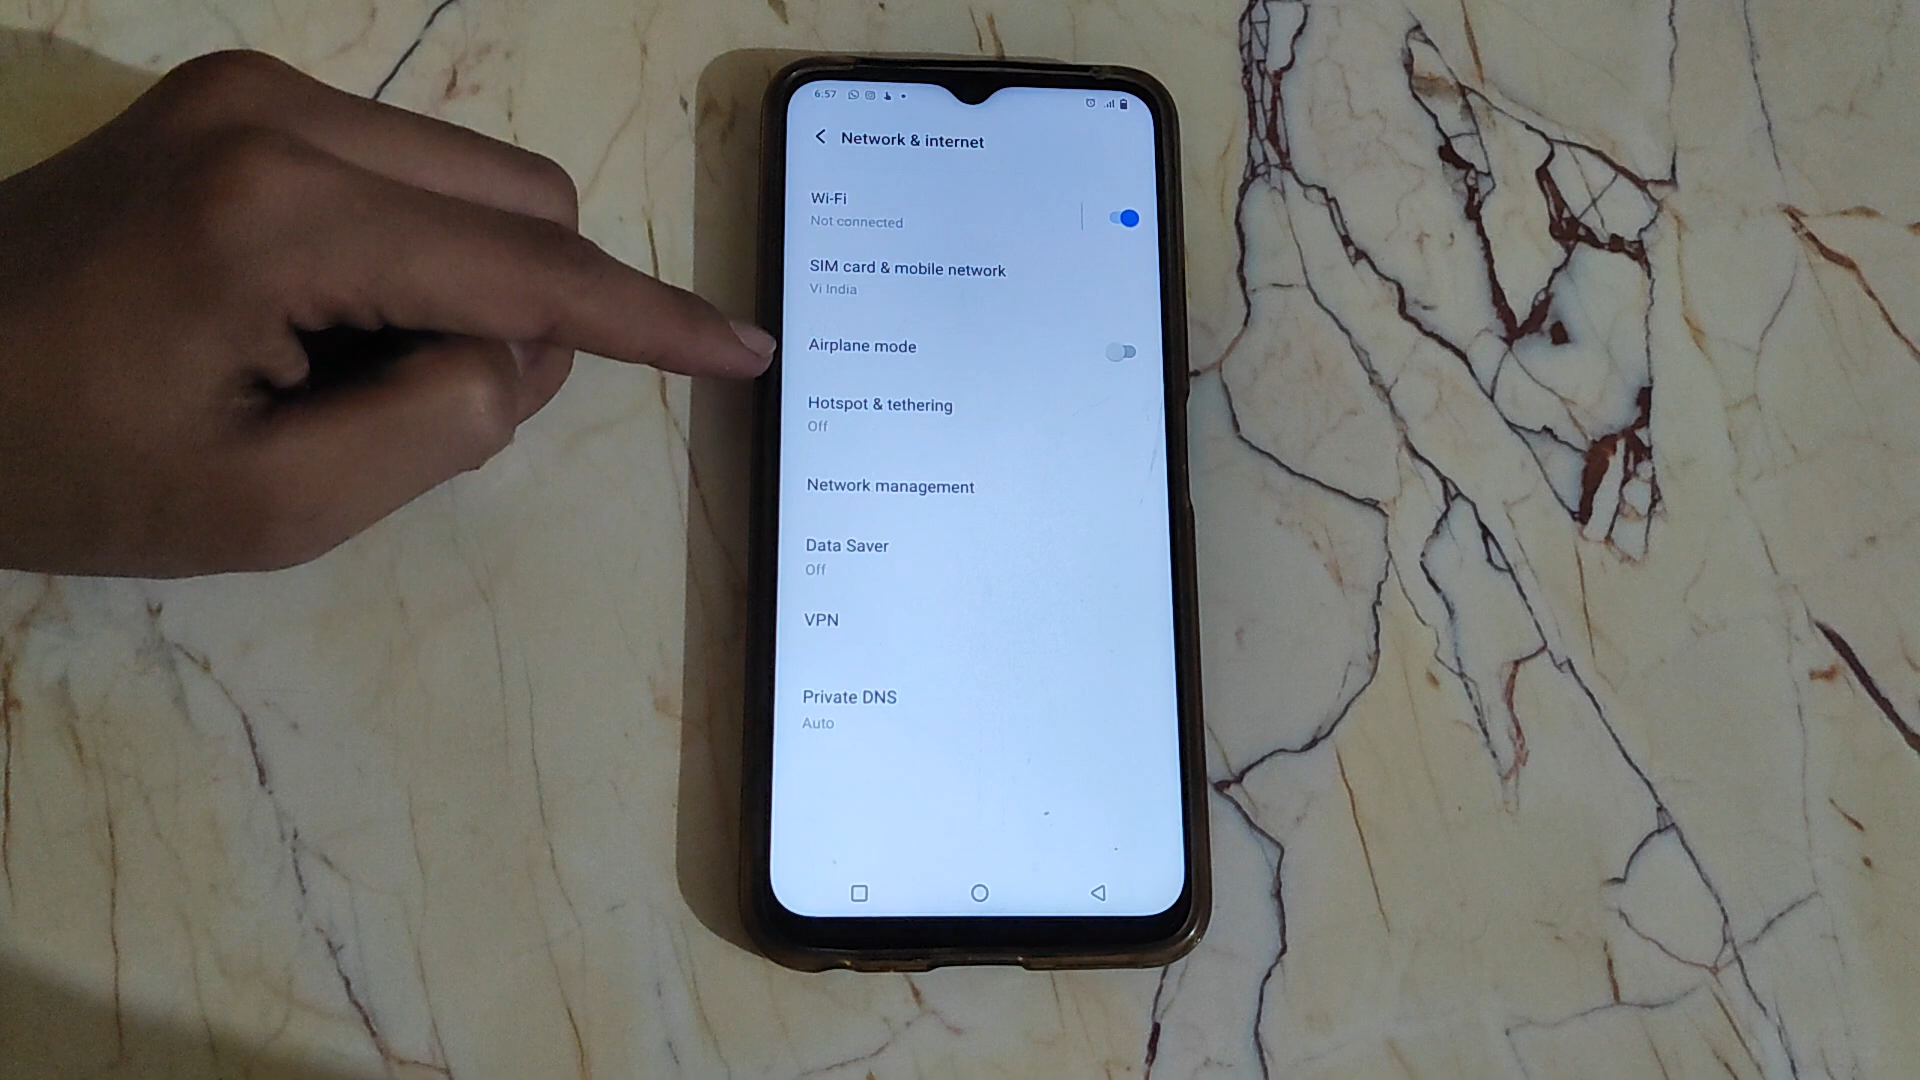 6:57
Network & internet
Wi-Fi
Not connected
SIM card & mobile network
Vi India
Airplane mode
Hotspot & tethering
Off
Network management
Data Saver
Off
VPN
Private DNS
Auto